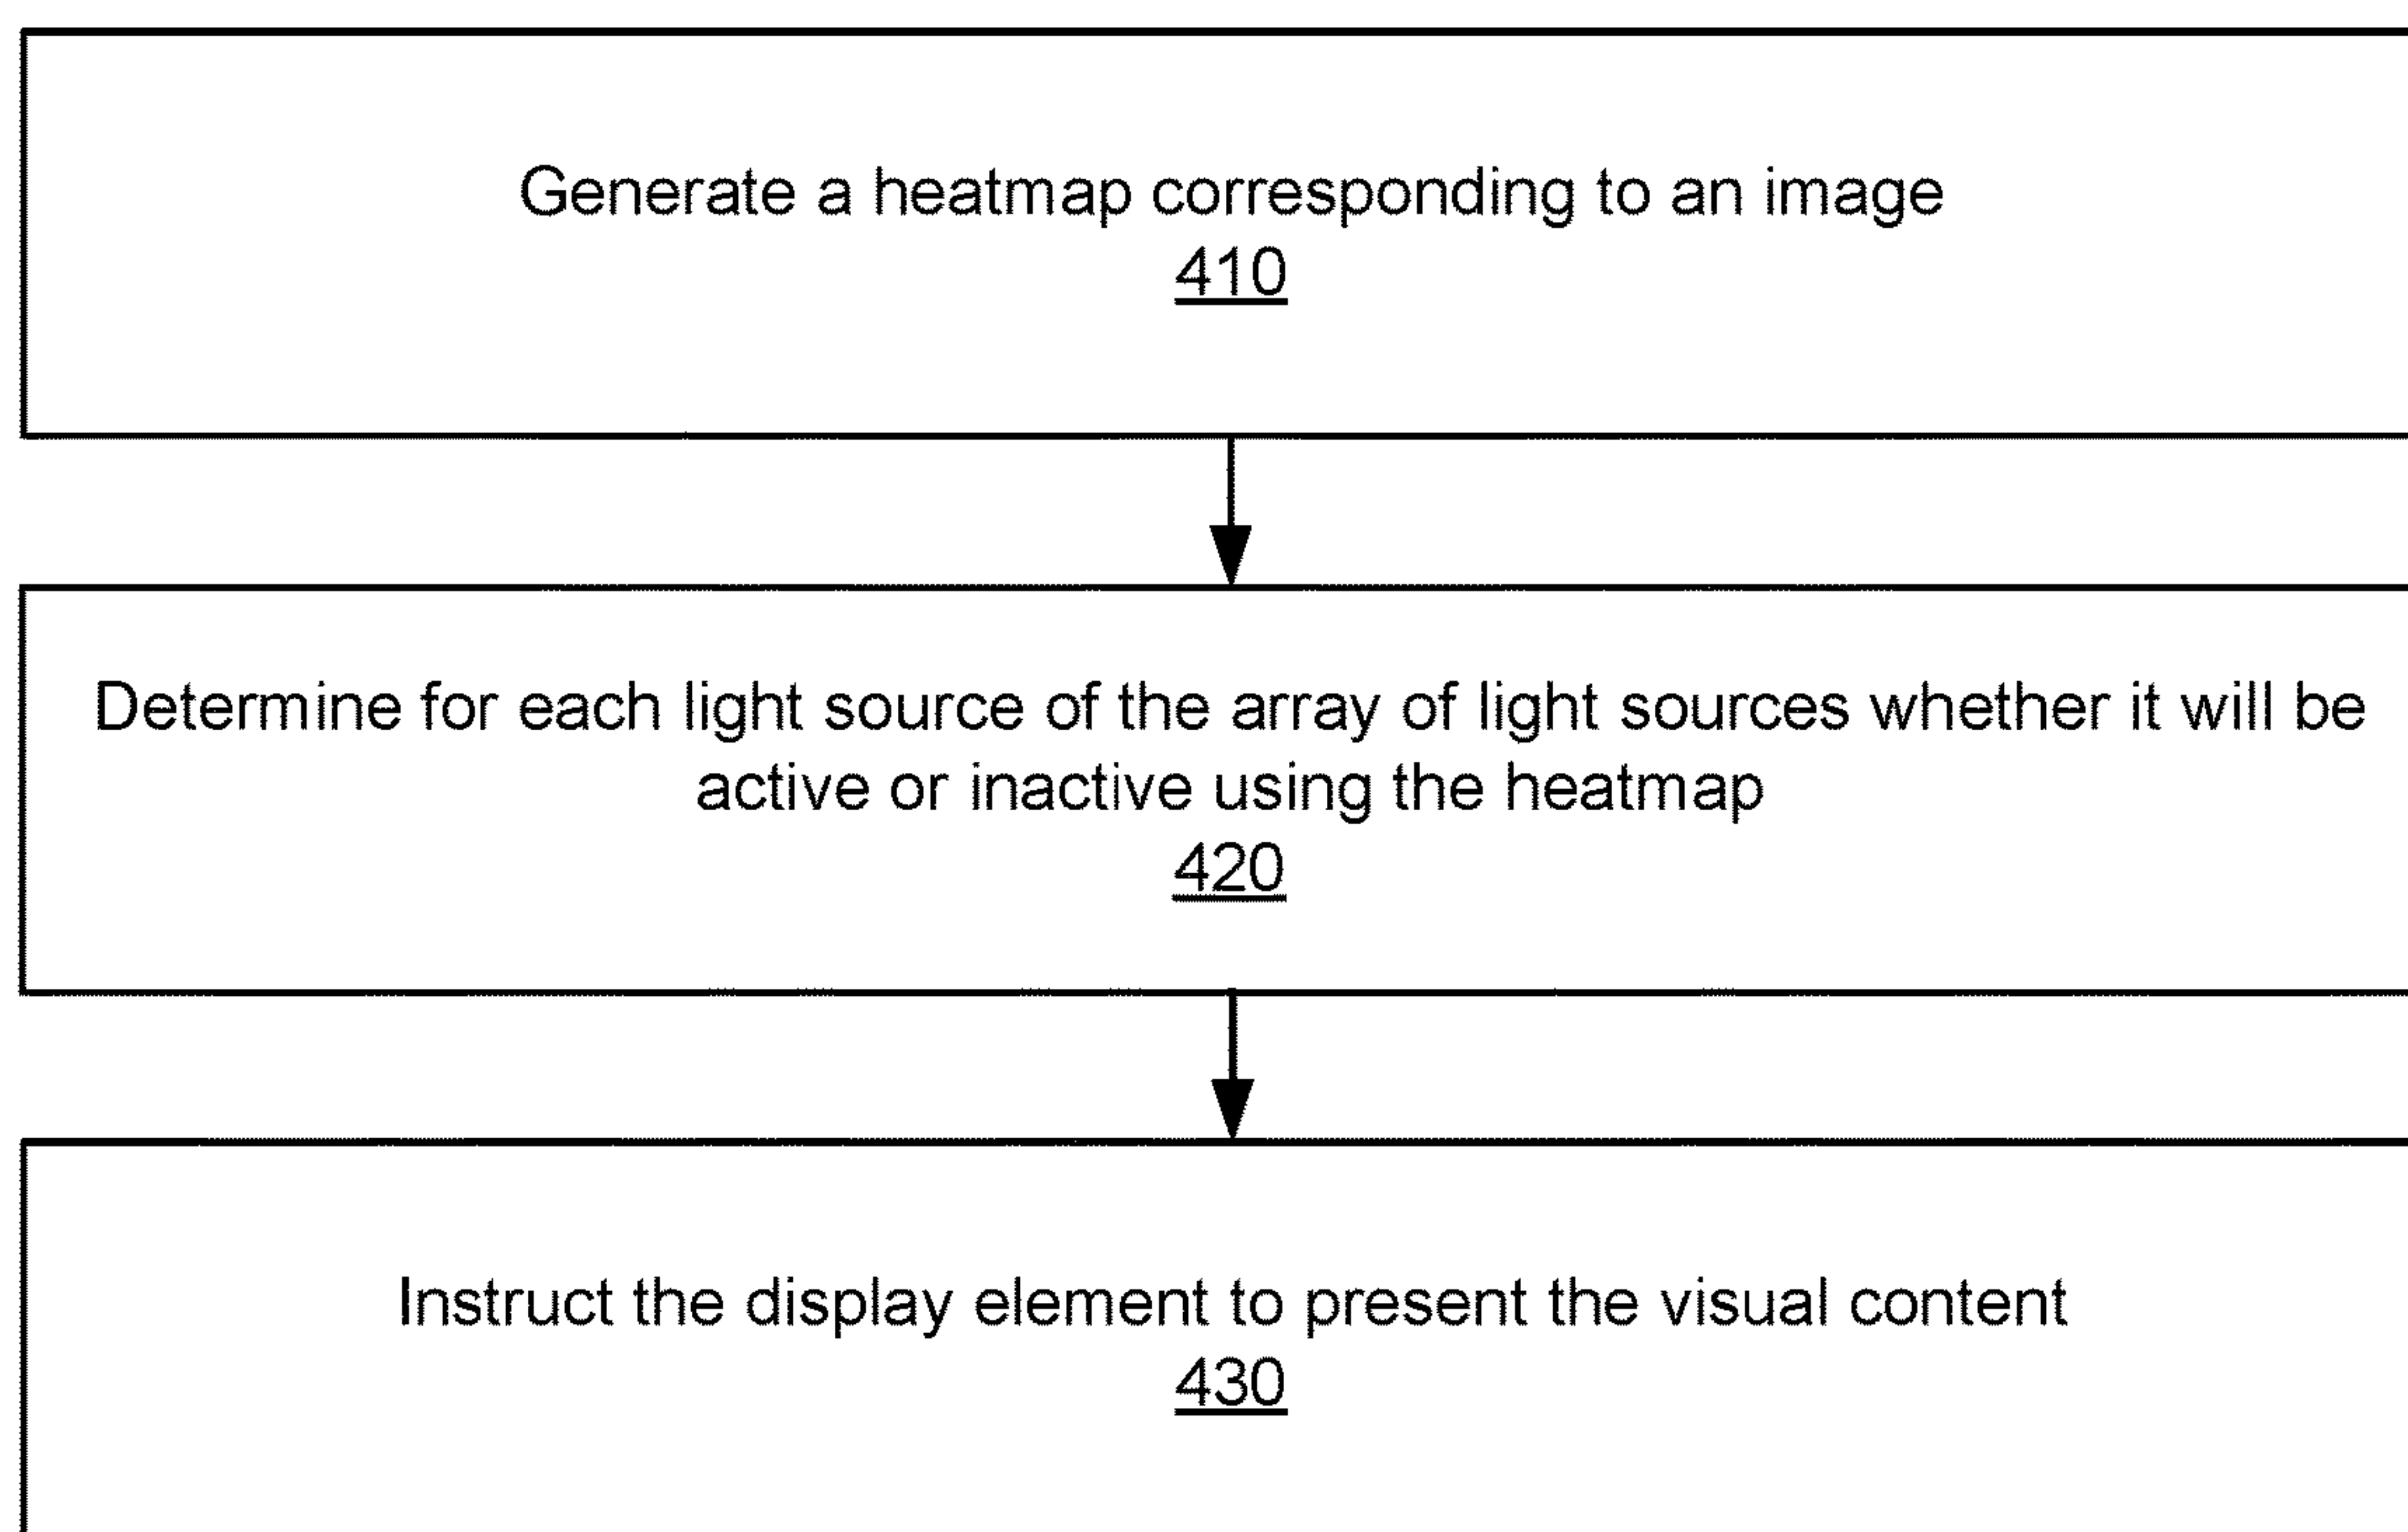 Generate a heatmap corresponding to an image
410
Determine for each light source of the array of light sources whether it will be
active or inactive using the heatmap
420
Instruct the display element to present the visual content
430